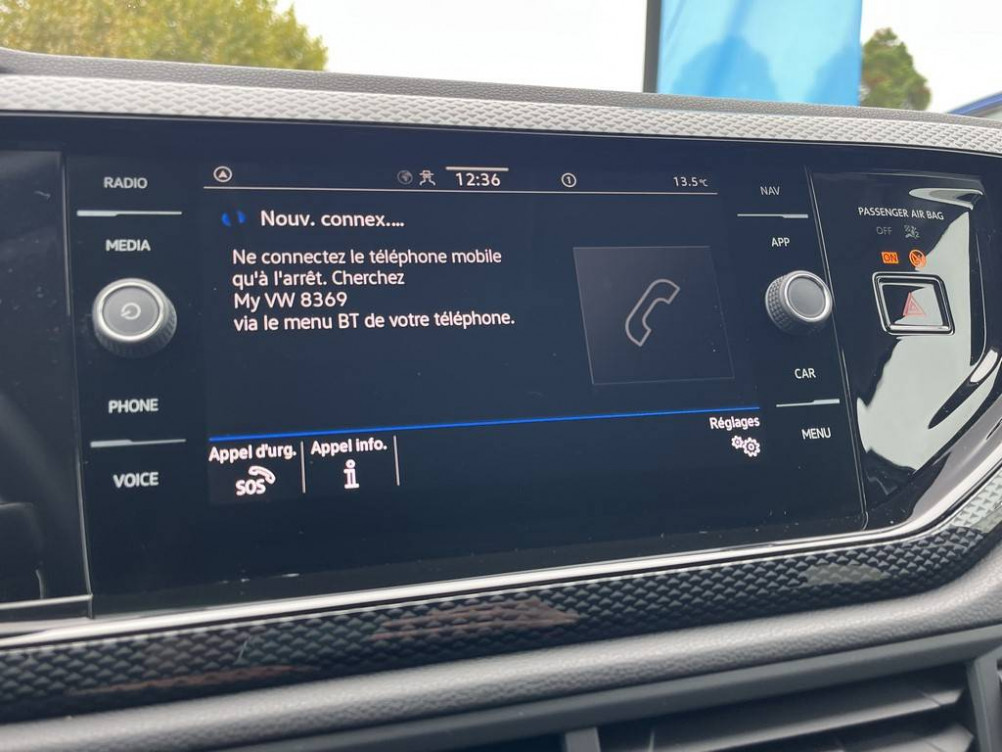 RADIO
MEDIA
PHONE
VOICE
12:36
1
13.5°C
Nouv. connex....
Ne connectez le téléphone mobile
qu'à l'arrêt. Cherchez
My VW 8369
via le menu BT de votre téléphone.
Appel d'urg.
SOS
Appel info.
i
Réglages
NAV
APP
CAR
MENU
PASSENGER AIR BAG
OFF
ON